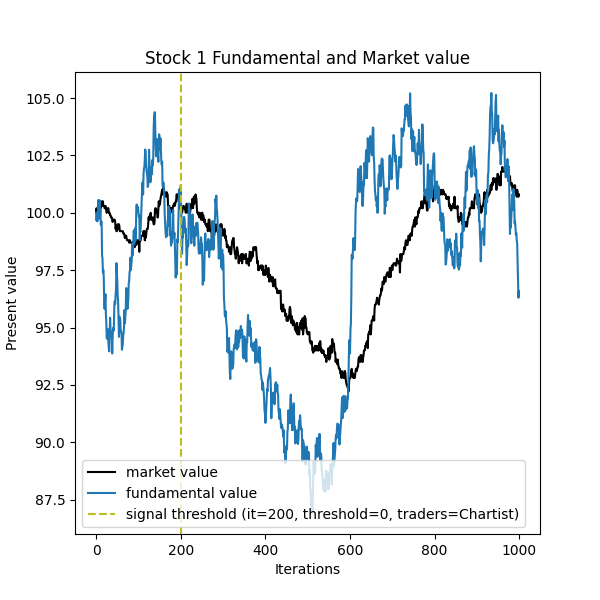 Stock 1 Fundamental and Market value
Present value
105.0
102.5
100.0
97.5
95.0
92.5
90.0
87.5
market value
fundamental value
signal threshold (it=200, threshold=0, traders=Chartist)
0 200 400 600 800 1000
Iterations